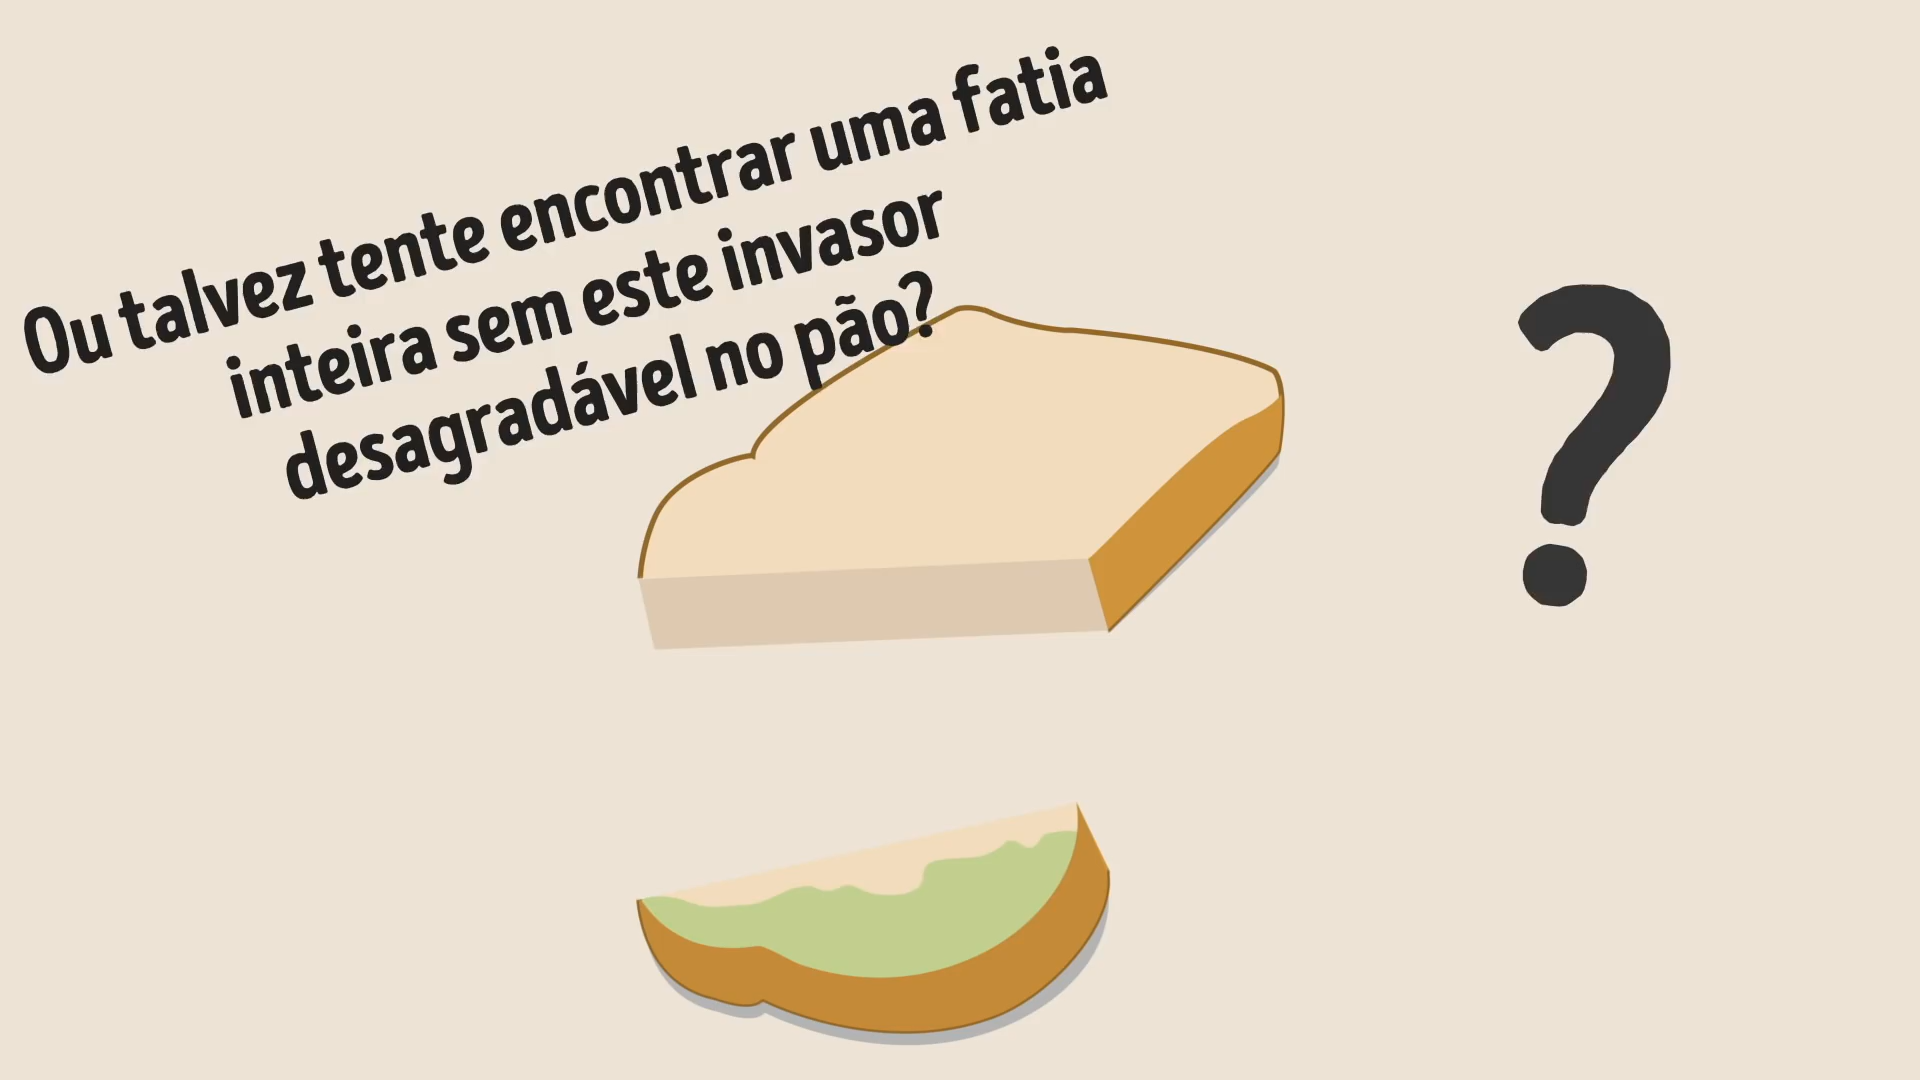 Ou talvez tente encontrar uma fatia
inteira sem este invasor
desagradável no pão?
?